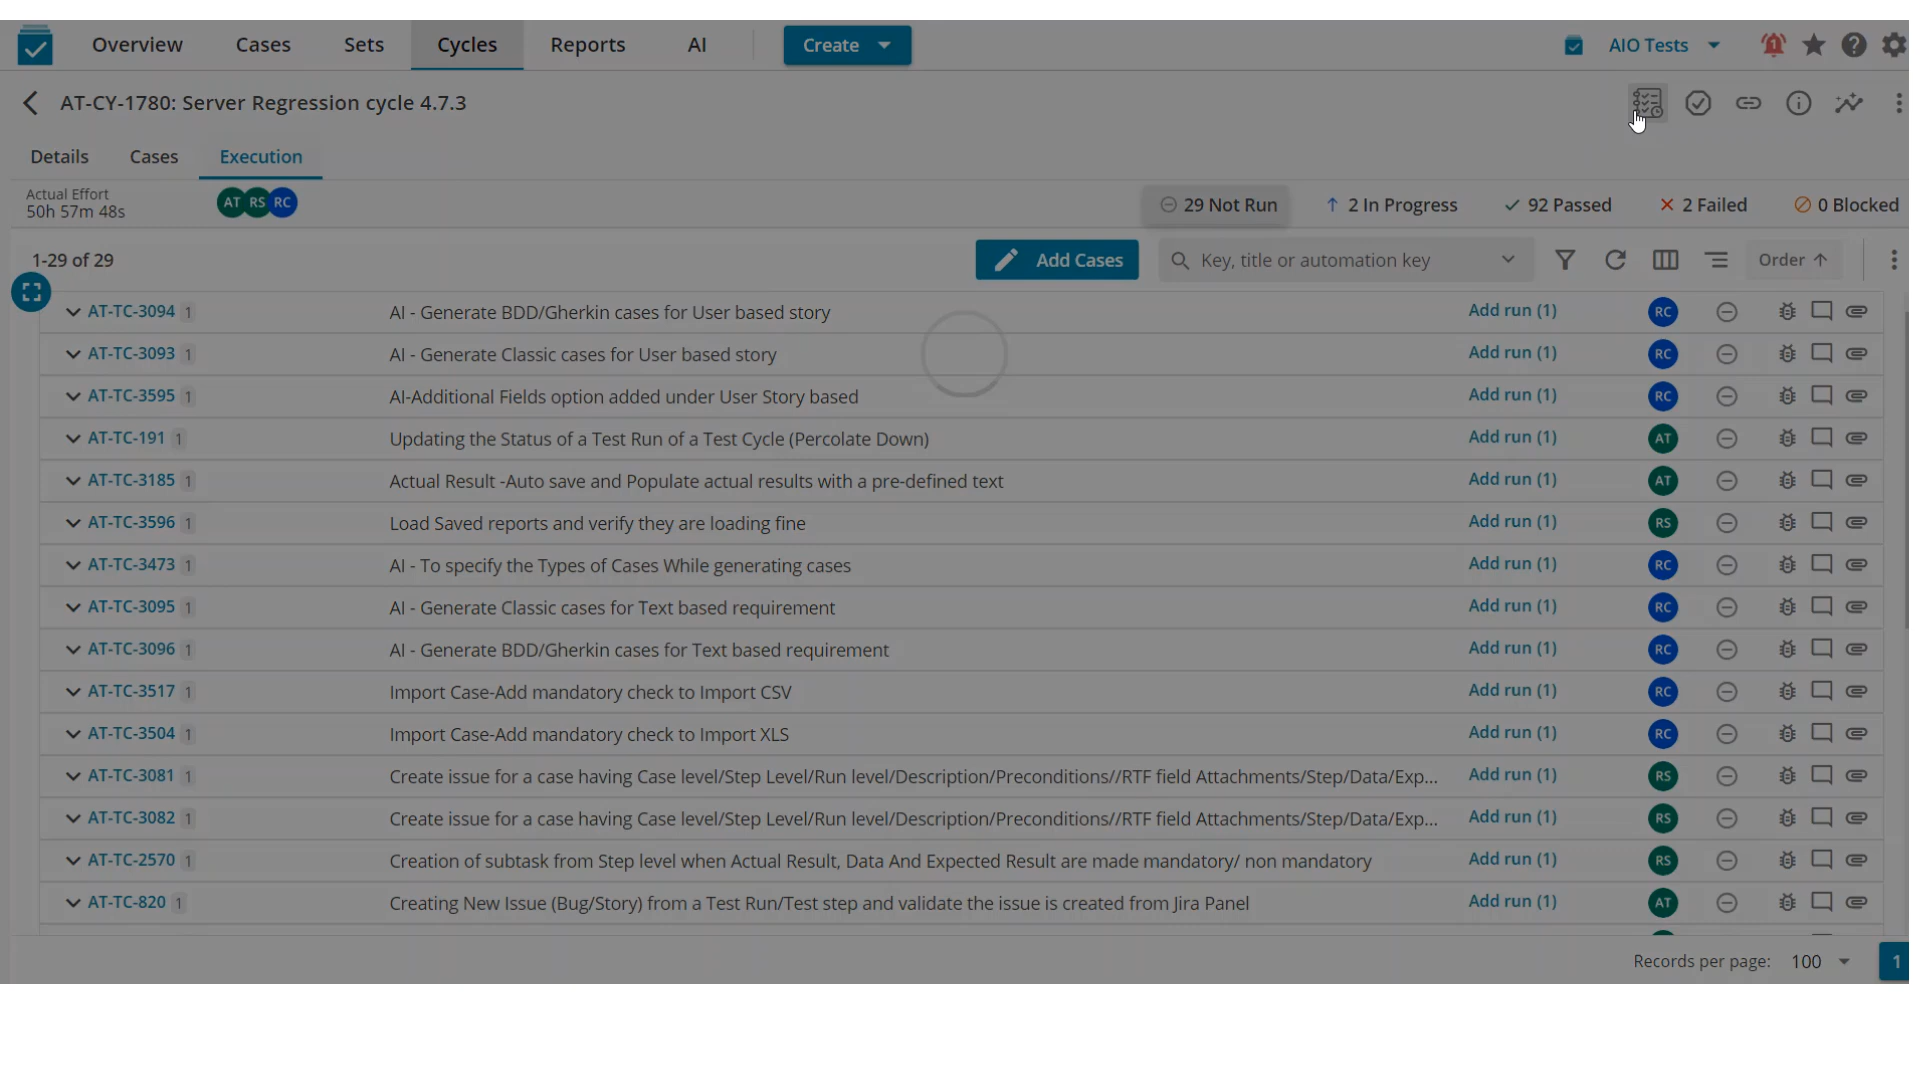 Overview Cases Sets Cycles Reports AI Create AIO Tests 1
AT-CY-1780: Server Regression cycle 4.7.3
Details Cases Execution
Actual Effort
50h 57m 48s
AT RS RC
29 Not Run 2 In Progress 92 Passed 2 Failed 0 Blocked
1-29 of 29 Add Cases Key, title or automation key Order
AT-TC-3094 1 AI - Generate BDD/Gherkin cases for User based story Add run (1) RC
AT-TC-3093 1 AI - Generate Classic cases for User based story Add run (1) RC
AT-TC-3595 1 AI-Additional Fields option added under User Story based Add run (1) RC
AT-TC-191 1 Updating the Status of a Test Run of a Test Cycle (Percolate Down) Add run (1) AT
AT-TC-3185 1 Actual Result -Auto save and Populate actual results with a pre-defined text Add run (1) AT
AT-TC-3596 1 Load Saved reports and verify they are loading fine Add run (1) RS
AT-TC-3473 1 AI - To specify the Types of Cases While generating cases Add run (1) RC
AT-TC-3095 1 AI - Generate Classic cases for Text based requirement Add run (1) RC
AT-TC-3096 1 AI - Generate BDD/Gherkin cases for Text based requirement Add run (1) RC
AT-TC-3517 1 Import Case-Add mandatory check to Import CSV Add run (1) RC
AT-TC-3504 1 Import Case-Add mandatory check to Import XLS Add run (1) RC
AT-TC-3081 1 Create issue for a case having Case level/Step Level/Run level/Description/Preconditions//RTF field Attachments/Step/Data/Exp... Add run (1) RS
AT-TC-3082 1 Create issue for a case having Case level/Step Level/Run level/Description/Preconditions//RTF field Attachments/Step/Data/Exp... Add run (1) RS
AT-TC-2570 1 Creation of subtask from Step level when Actual Result, Data And Expected Result are made mandatory/ non mandatory Add run (1) RS
AT-TC-820 1 Creating New Issue (Bug/Story) from a Test Run/Test step and validate the issue is created from Jira Panel Add run (1) AT
Records per page: 100 1